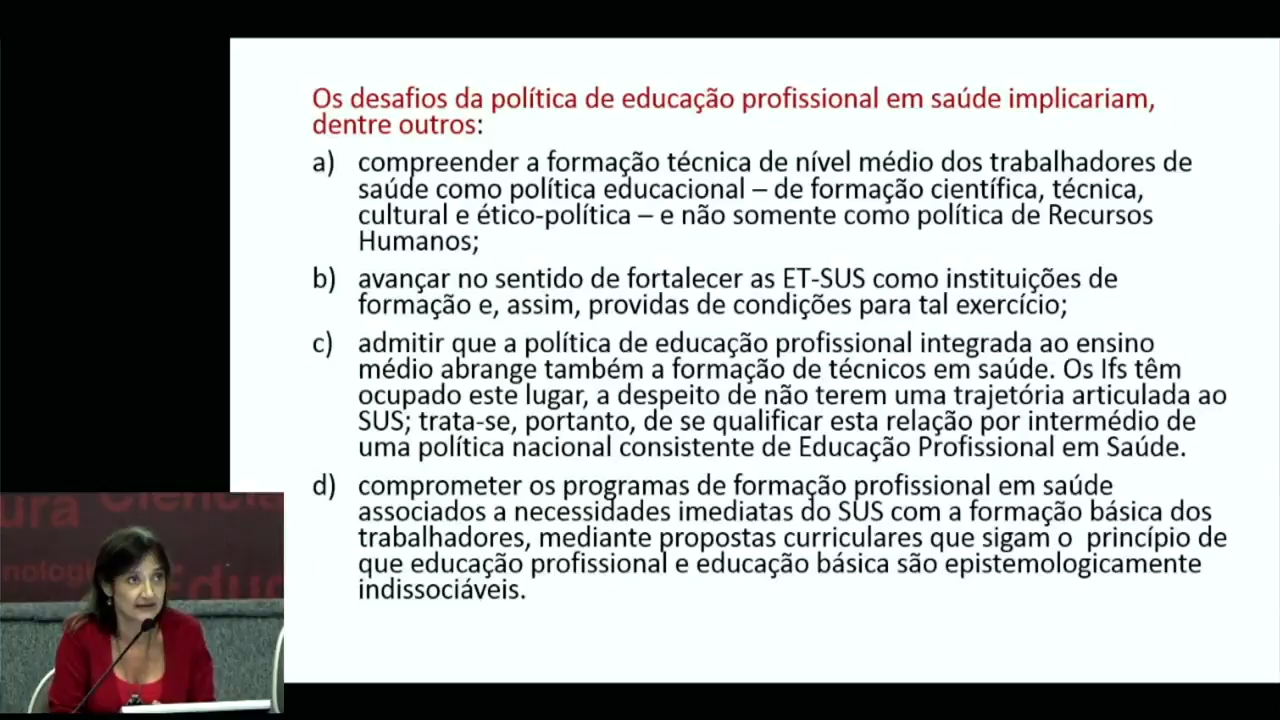 Os desafios da política de educação profissional em saúde implicariam,
dentre outros:
a) compreender a formação técnica de nível médio dos trabalhadores de
saúde como política educacional – de formação científica, técnica,
cultural e ético-política – e não somente como política de Recursos
Humanos;
b) avançar no sentido de fortalecer as ET-SUS como instituições de
formação e, assim, providas de condições para tal exercício;
c) admitir que a política de educação profissional integrada ao ensino
médio abrange também a formação de técnicos em saúde. Os Ifs têm
ocupado este lugar, a despeito de não terem uma trajetória articulada ao
SUS; trata-se, portanto, de se qualificar esta relação por intermédio de
uma política nacional consistente de Educação Profissional em Saúde.
d) comprometer os programas de formação profissional em saúde
associados a necessidades imediatas do SUS com a formação básica dos
trabalhadores, mediante propostas curriculares que sigam o princípio de
que educação profissional e educação básica são epistemologicamente
indissociáveis.